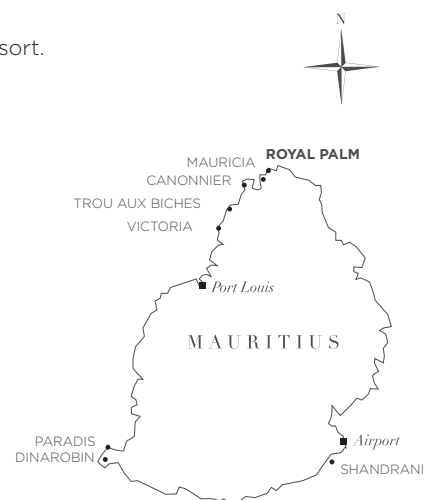 sort.
N
ROYAL PALM
MAURICIA
CANONNIER
TROU AUX BICHES
VICTORIA
Port Louis
MAURITIUS
PARADIS
Airport
DINAROBIN
SHANDRANI